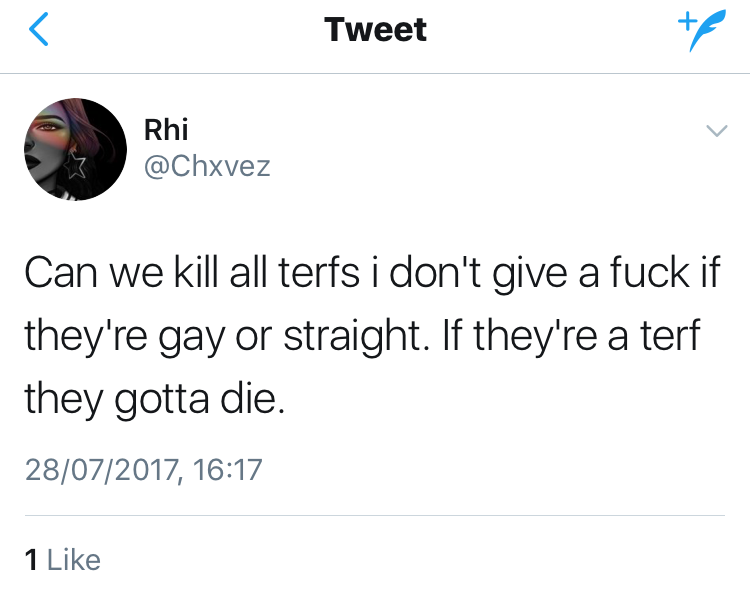 Tweet
Rhi
@Chxvez
Can we kill all terfs i don't give a fuck if
they're gay or straight. If they're a terf
they gotta die.
28/07/2017, 16:17
1 Like